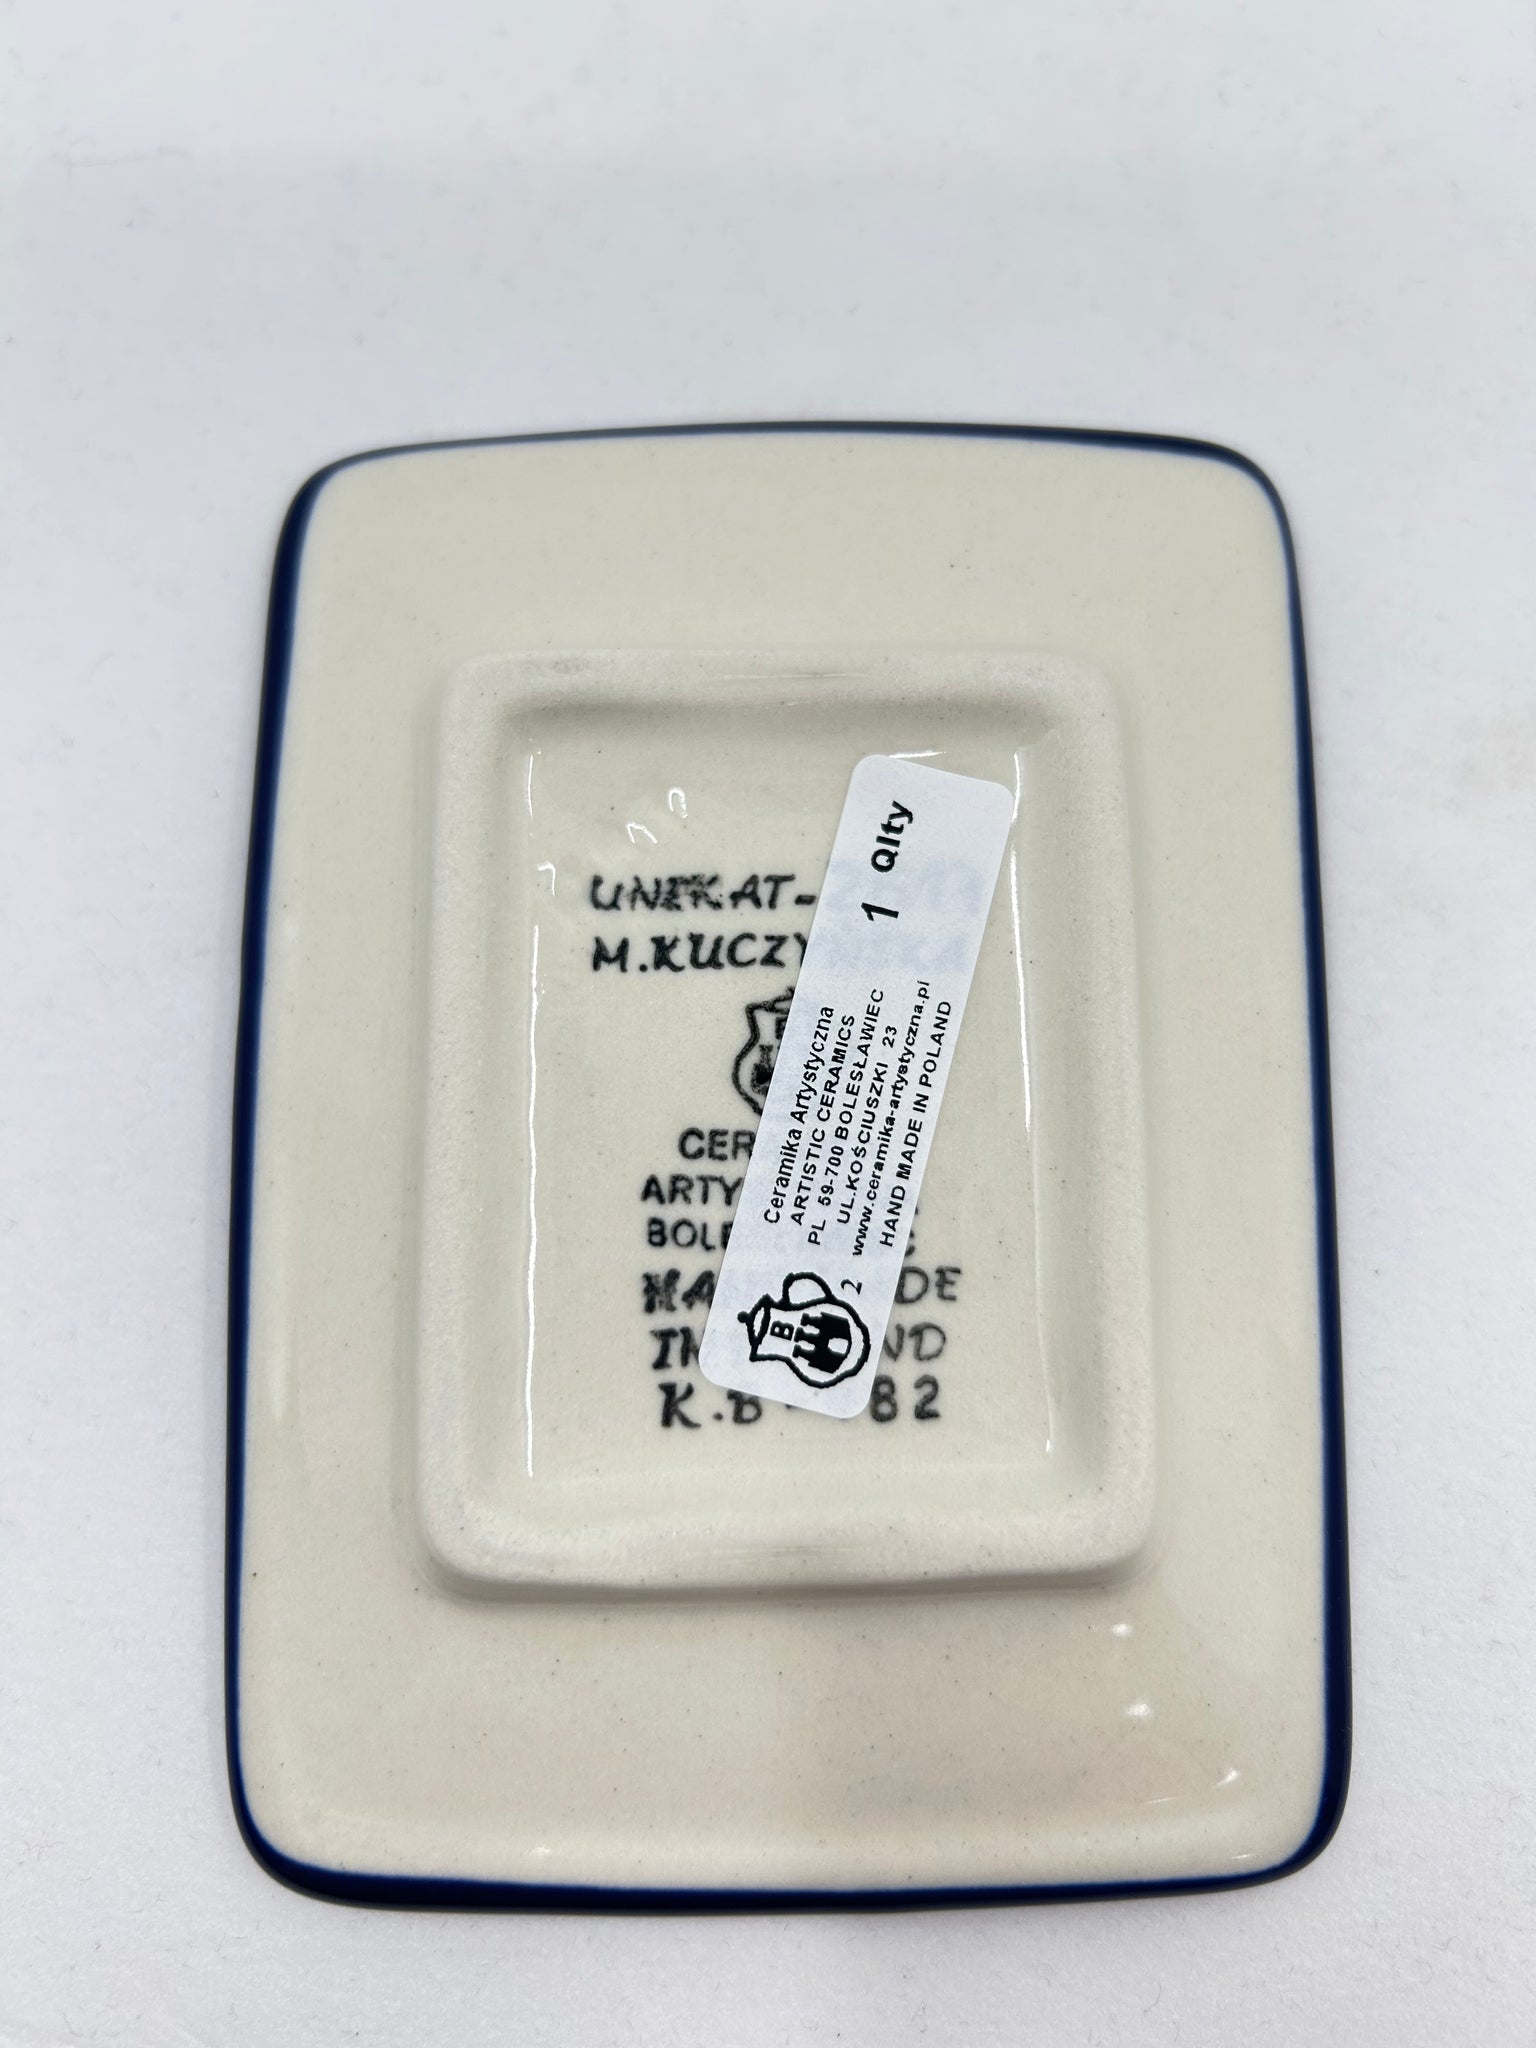 UNIKAT-
M.KUCZY
CER
ARTY
BOLE C
HA DE
IN ND
K.B 82
1 Qlty
Ceramika Artystyczna
ARTISTIC CERAMICS
PL 59-700 BOLESŁAWIEC
UL.KOŚCIUSZKI 23
www.ceramika-artystyczna.pl
HAND MADE IN POLAND
2
B